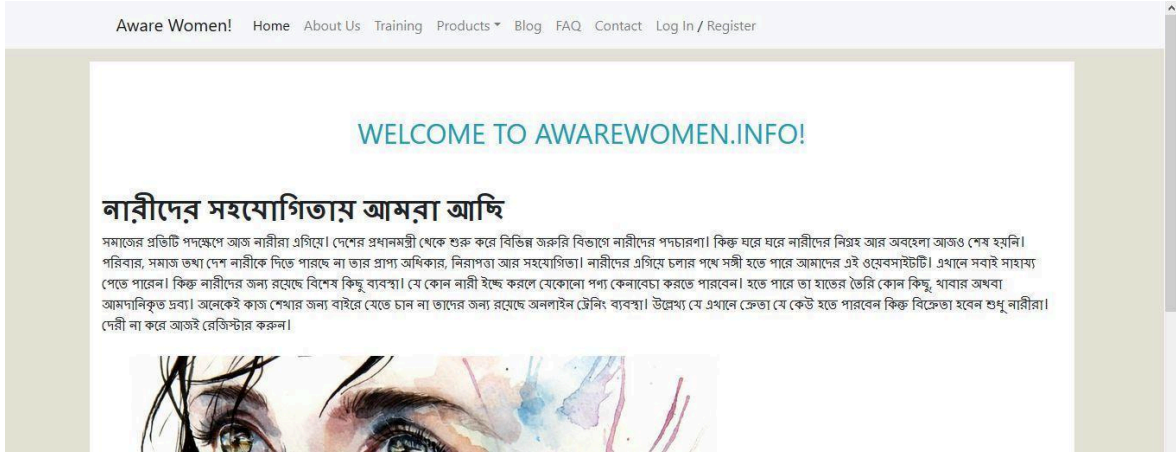 Aware Women! Home About Us Training Products Blog FAQ Contact Log In / Register
WELCOME TO AWAREWOMEN.INFO!
নারীদের সহযোগিতায় আমরা আছি
সমাজের প্রতিটি পদক্ষেপে আজ নারীরা এগিয়ে। দেশের প্রধানমন্ত্রী থেকে শুরু করে বিভিন্ন জরুরি বিভাগে নারীদের পদচারণা। কিন্তু ঘরে ঘরে নারীদের নিগ্রহ আর অবহেলা আজও শেষ হয়নি।
পরিবার, সমাজ তথা দেশ নারীকে দিতে পারছে না তার প্রাপ্য অধিকার, নিরাপত্তা আর সহযোগিতা। নারীদের এগিয়ে চলার পথে সঙ্গী হতে পারে আমাদের এই ওয়েবসাইটটি। এখানে সবাই সাহায্য
পেতে পারেন। কিন্তু নারীদের জন্য রয়েছে বিশেষ কিছু ব্যবস্থা। যে কোন নারী ইচ্ছে করলে যেকোনো পণ্য কেনাবেচা করতে পারবেন। হতে পারে তা হাতের তৈরি কোন কিছু, খাবার অথবা
আমদানিকৃত দ্রব্য। অনেকেই কাজ শেখার জন্য বাইরে যেতে চান না তাদের জন্য রয়েছে অনলাইন ট্রেনিং ব্যবস্থা। উল্লেখ্য যে এখানে ক্রেতা যে কেউ হতে পারবেন কিন্তু বিক্রেতা হবেন শুধু নারীরা।
দেরী না করে আজই রেজিস্টার করুন।